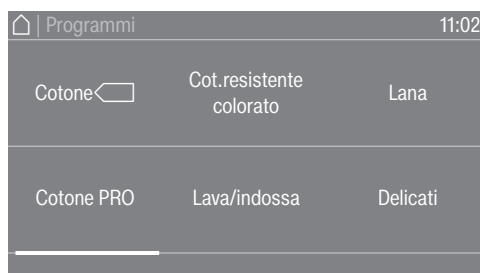 | Programmi
11:02
Cotone
Cot.resistente
colorato
Lana
Cotone PRO
Lava/indossa
Delicati